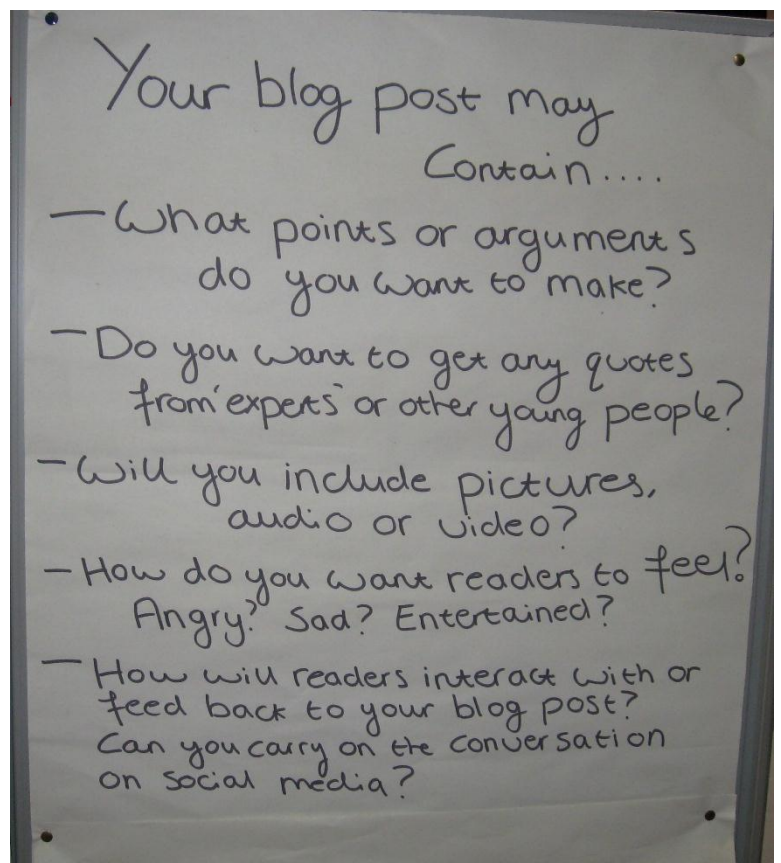 Your blog post may
Contain....
- What points or arguments
do you want to make?
- Do you want to get any quotes
from 'experts' or other young people?
- Will you include pictures,
audio or video?
- How do you want readers to feel?
Angry? Sad? Entertained?
- How will readers interact with or
feed back to your blog post?
Can you carry on the conversation
on social media?